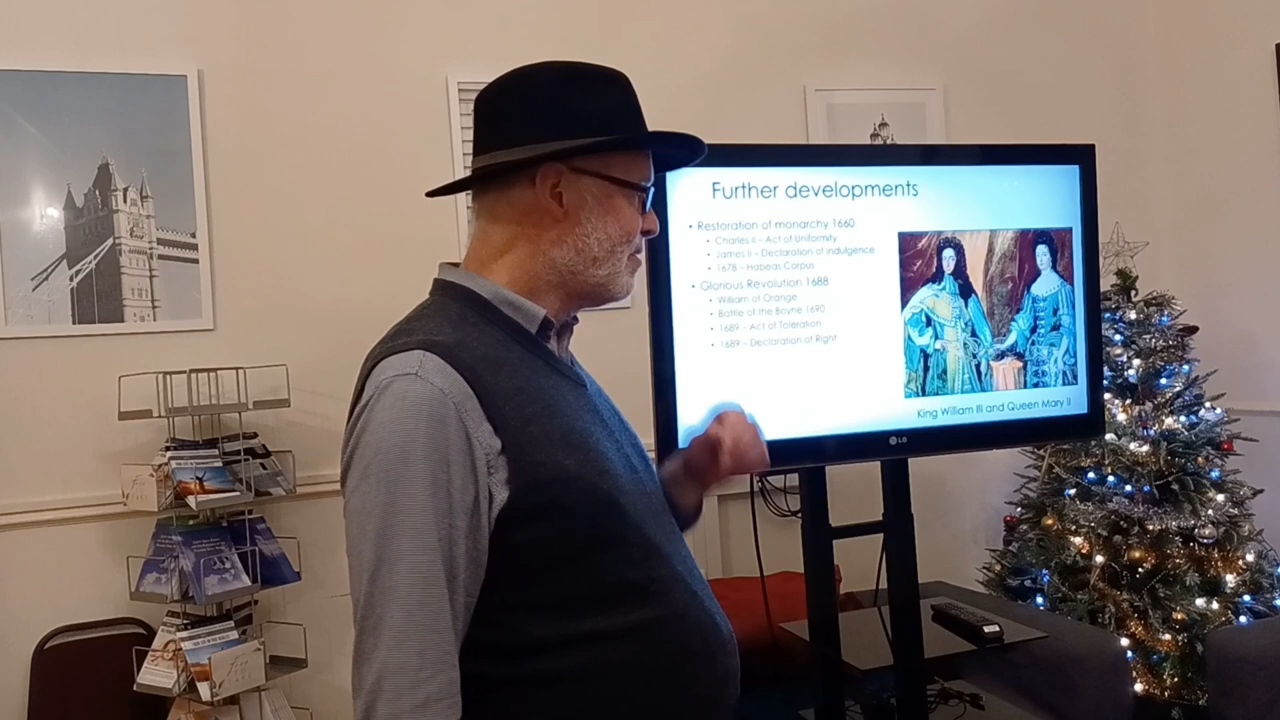 Further developments
• Restoration of monarchy 1660
• Charles II – Act of Uniformity
• James II – Declaration of Indulgence
• 1678 – Habeas Corpus
• Glorious Revolution 1688
• William of Orange
• Battle of the Boyne 1690
• 1689 – Act of Toleration
• 1689 – Declaration of Right
King William III and Queen Mary II
LG